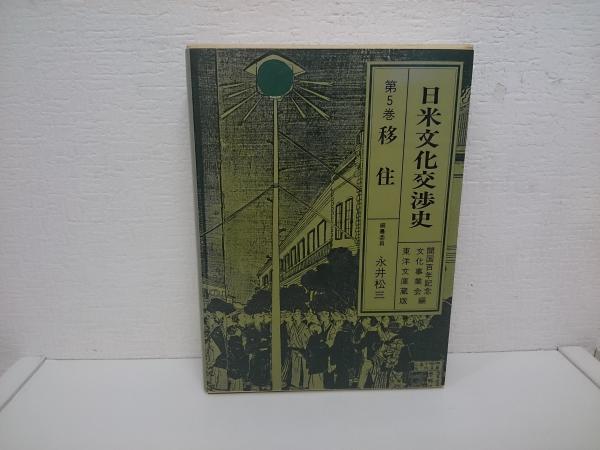 日米文化交渉史
第5巻 移住
編纂委員 永井松三
開国百年記念
文化事業会編
東洋文庫蔵版